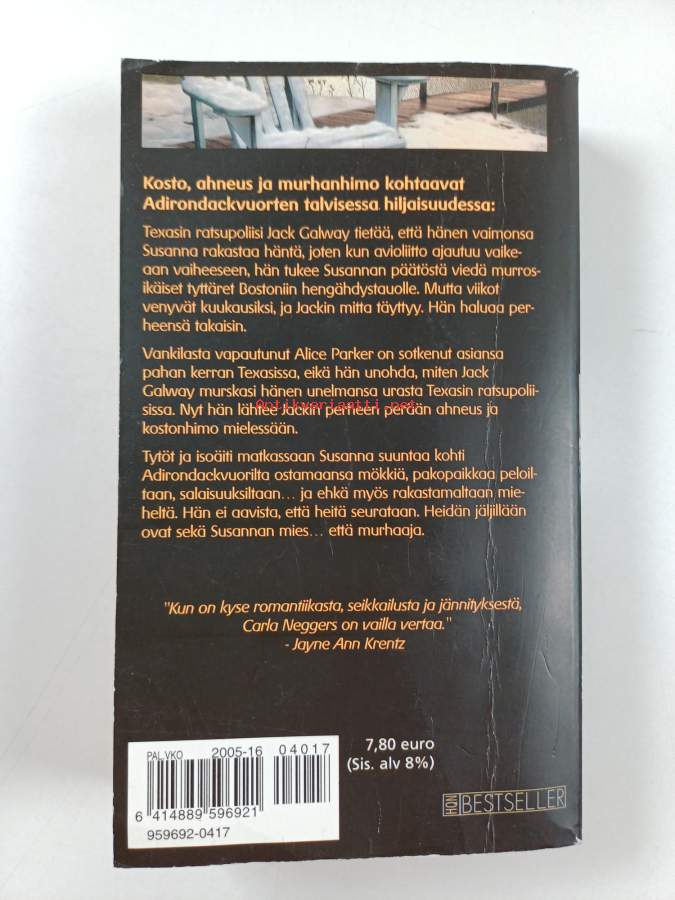 Kosto, ahneus ja murhanhimo kohtaavat
Adirondackvuorten talvisessa hiljaisuudessa:
Texasin ratsupoliisi Jack Galway tietää, että hänen vaimonsa
Susanna rakastaa häntä, joten kun avioliitto ajautuu vaike-
aan vaiheeseen, hän tukee Susannan päätöstä viedä murros-
ikäiset tyttäret Bostoniin hengähdystauolle. Mutta viikot
venyvät kuukausiksi, ja Jackin mitta täyttyy. Hän haluaa per-
heensä takaisin.
Vankilasta vapautunut Alice Parker on sotkenut asiansa
pahan kerran Texasissa, eikä hän unohda, miten Jack
Galway murskasi hänen unelmansa urasta Texasin ratsupolii-
sissa. Nyt hän lähtee Jackin perheen perään ahneus ja
Antikvariaatti.net
kostonhimo mielessään.
Tytöt ja isoäiti matkassaan Susanna suuntaa kohti
Adirondackvuorilta ostamaansa mökkiä, pakopaikkaa peloil-
taan, salaisuuksiltaan... ja ehkä myös rakastamaltaan mie-
heltä. Hän ei aavista, että heitä seurataan. Heidän jäljillään
ovat sekä Susannan mies... että murhaaja.
"Kun on kyse romantiikasta, seikkailusta ja jännityksestä,
Carla Neggers on vailla vertaa."
- Jayne Ann Krentz
PAL.VKO 2005-16 04017
6 414889 596921
959692-0417
7,80 euro
(Sis. alv 8%)
HQN BESTSELLER